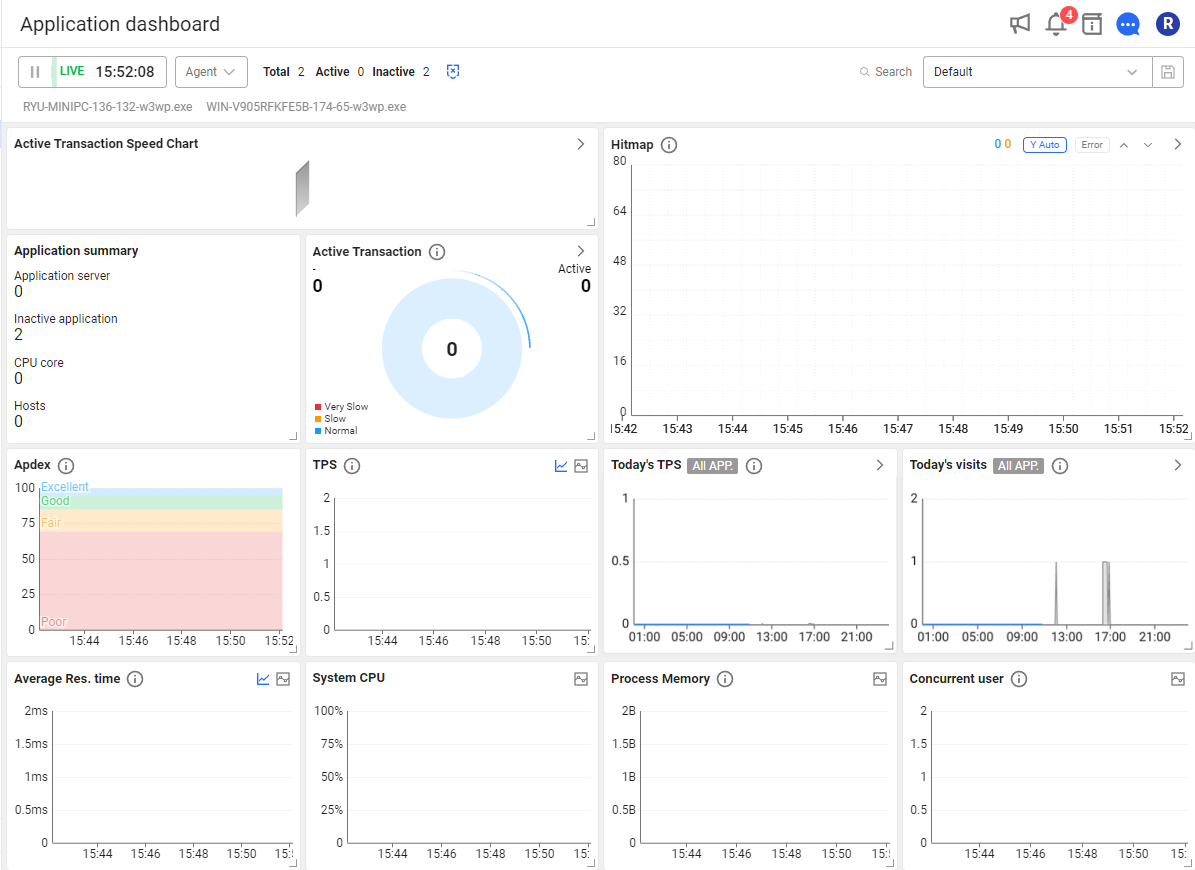 Application dashboard
4
R
LIVE 15:52:08
Agent
Total 2 Active 0 Inactive 2
Search
Default
RYU-MINIPC-136-132-w3wp.exe WIN-V905RFKFE5B-174-65-w3wp.exe
Active Transaction Speed Chart
Hitmap
0 0
Y Auto
Error
80
64
48
32
16
0
15:42 15:43 15:44 15:45 15:46 15:47 15:48 15:49 15:50 15:51 15:52
Application summary
Application server
0
Inactive application
2
CPU core
0
Hosts
0
Active Transaction
-
0
Active
0
0
Very Slow
Slow
Normal
Apdex
100
75
50
25
0
Excellent
Good
Fair
Poor
15:44 15:46 15:48 15:50 15:52
TPS
2
1.5
1
0.5
0
15:44 15:46 15:48 15:50 15:
Today's TPS All APP.
1
0.5
0
01:00 05:00 09:00 13:00 17:00 21:00
Today's visits All APP.
2
1
0
01:00 05:00 09:00 13:00 17:00 21:00
Average Res. time
2ms
1.5ms
1ms
0.5ms
0
15:44 15:46 15:48 15:50 15:
System CPU
100%
75%
50%
25%
0
15:44 15:46 15:48 15:50 15:
Process Memory
2B
1.5B
1B
0.5B
0
15:44 15:46 15:48 15:50 15:
Concurrent user
2
1.5
1
0.5
0
15:44 15:46 15:48 15:50 15: